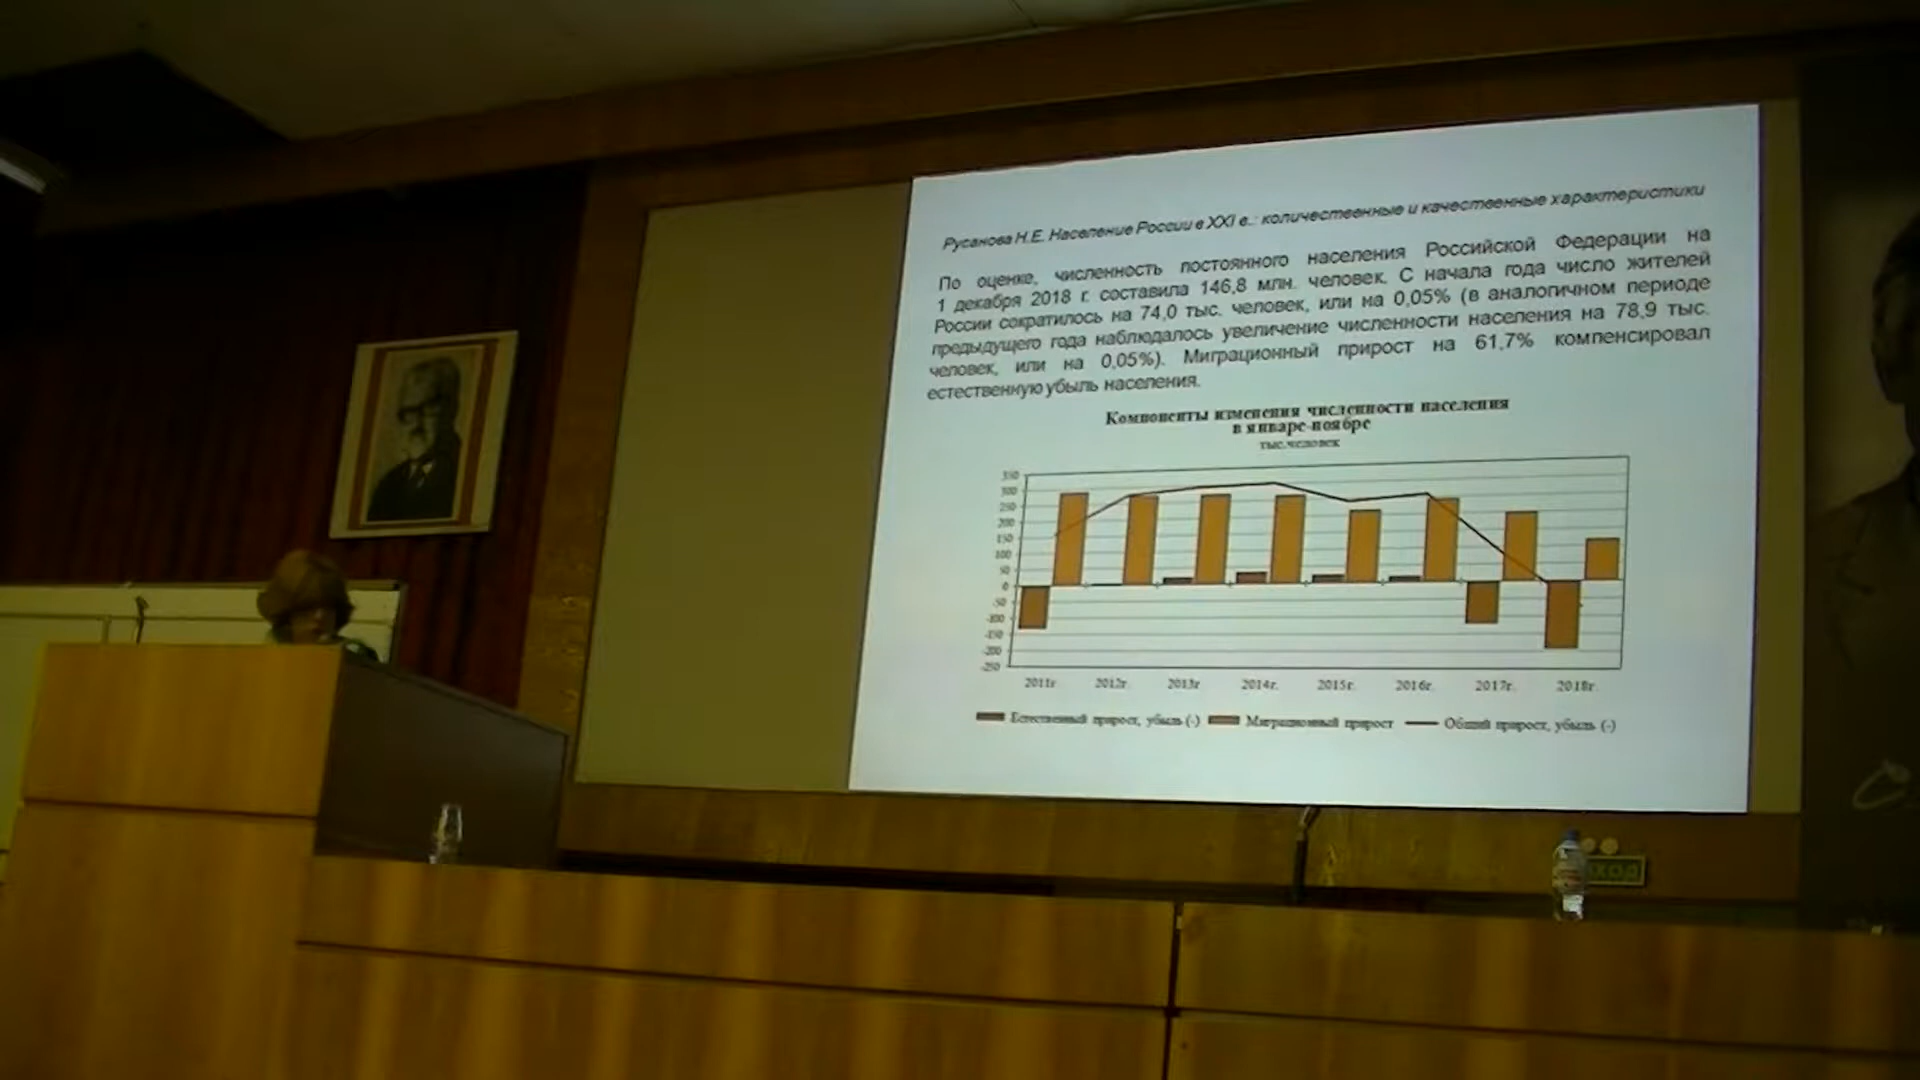 Русанова Н.Е. Население России в XXI в.: количественные и качественные характеристики
По оценке, численность постоянного населения Российской Федерации на
1 декабря 2018 г. составила 146,8 млн. человек. С начала года число жителей
России сократилось на 74,0 тыс. человек, или на 0,05% (в аналогичном периоде
предыдущего года наблюдалось увеличение численности населения на 78,9 тыс.
человек, или на 0,05%). Миграционный прирост на 61,7% компенсировал
естественную убыль населения.
Компоненты изменения численности населения
в январе-ноябре
тыс.человек
350
300
250
200
150
100
50
0
-50
-100
-150
-200
-250
2011г 2012г. 2013г 2014г. 2015г. 2016г. 2017г. 2018г
Естественный прирост, убыль (-) Миграционный прирост Общий прирост, убыль (-)
ХОД